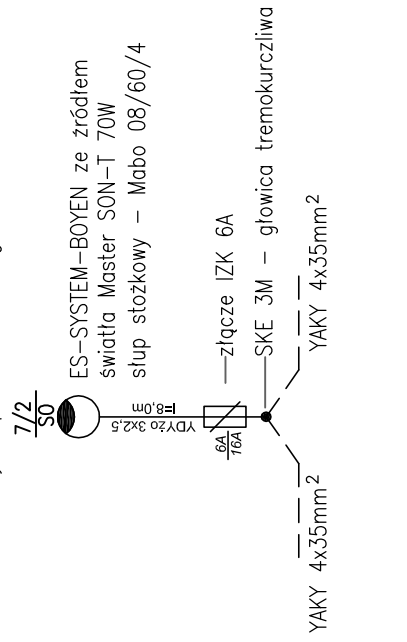 7/2
SO
ES-SYSTEM-BOYEN ze źródłem
światła Master SON-T 70W
słup stożkowy - Mabo 08/60/4
YDYżo 3x2,5
l=8,0m
6A
16A
złącze IZK 6A
SKE 3M - głowica tremokurczliwa
YAKY 4x35mm²
YAKY 4x35mm²